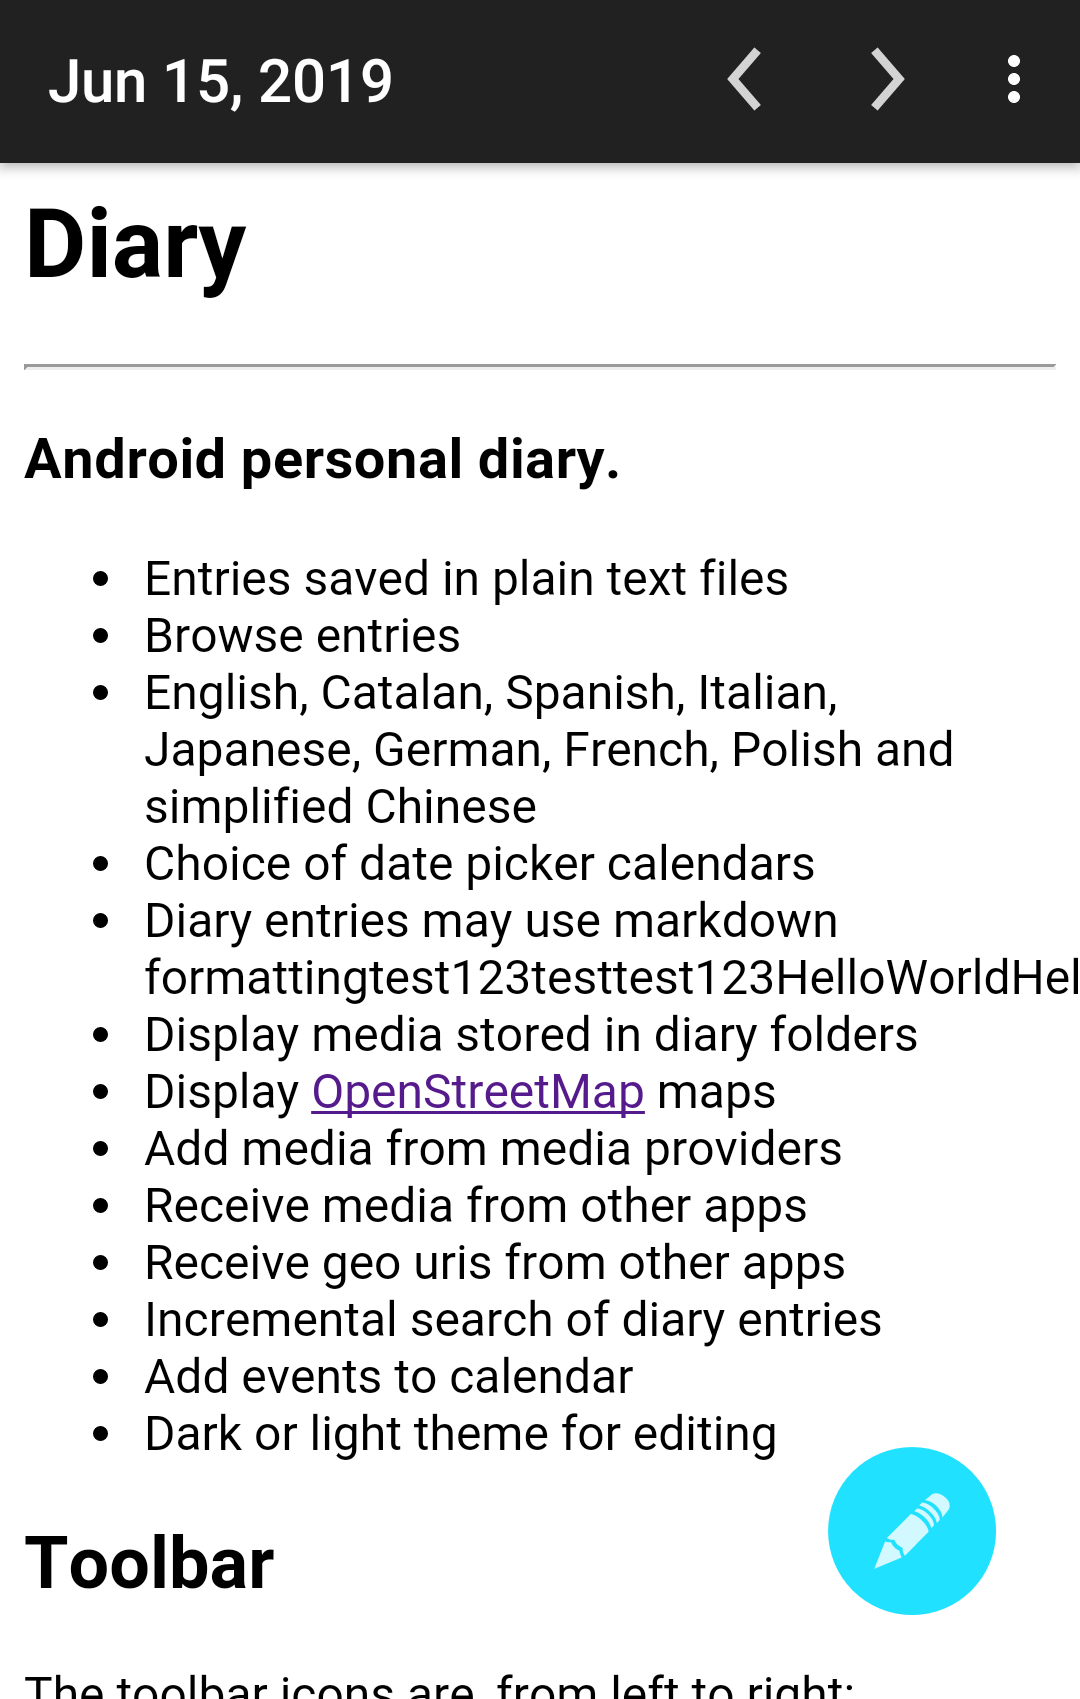 Jun 15, 2019
Diary
Android personal diary.
Entries saved in plain text files
Browse entries
English, Catalan, Spanish, Italian,
Japanese, German, French, Polish and
simplified Chinese
Choice of date picker calendars
Diary entries may use markdown
formattingtest123testtest123HelloWorldHel
Display media stored in diary folders
Display OpenStreetMap maps
Add media from media providers
Receive media from other apps
Receive geo uris from other apps
Incremental search of diary entries
Add events to calendar
Dark or light theme for editing
Toolbar
The toolbar icons are, from left to right: